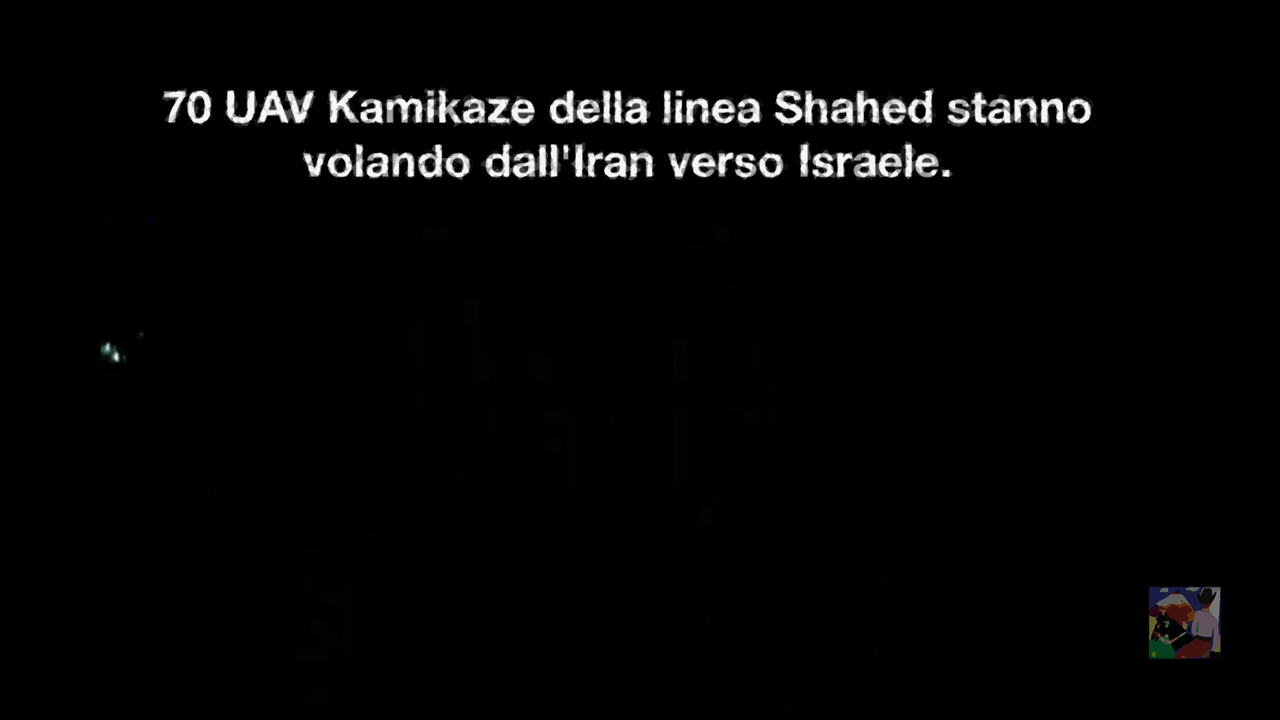 70 UAV Kamikaze della linea Shahed stanno
volando dall'Iran verso Israele.